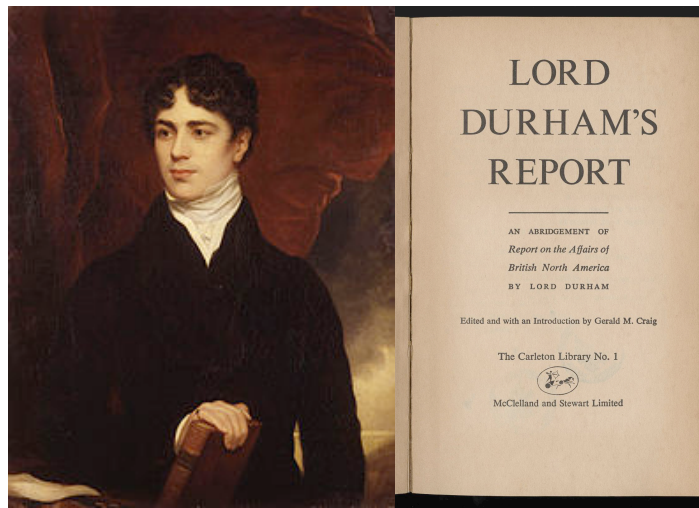 LORD
DURHAM'S
REPORT
AN ABRIDGEMENT OF
Report on the Affairs of
British North America
BY LORD DURHAM
Edited and with an Introduction by Gerald M. Craig
The Carleton Library No. 1
McClelland and Stewart Limited